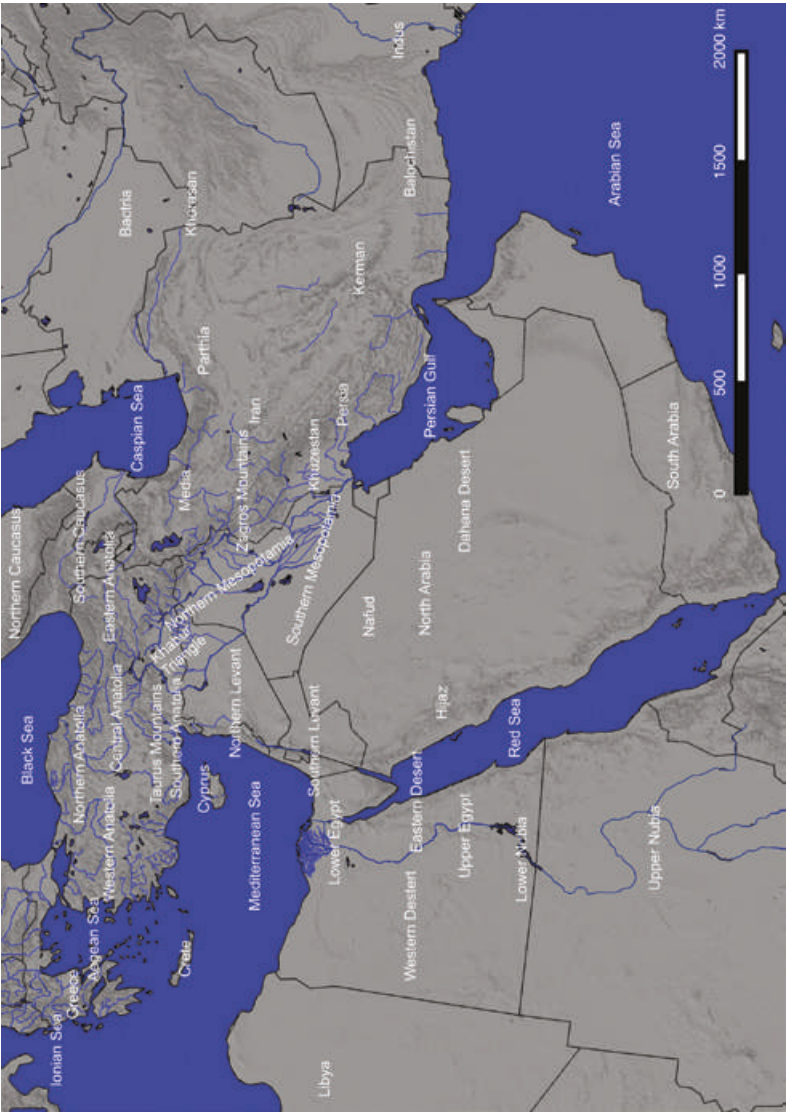 Northern Caucasus
Black Sea
Ionian Sea
Greece
Northern Anatolia
Southern Caucasus
Aegean Sea
Western Anatolia
Central Anatolia
Eastern Anatolia
Bactria
Caspian Sea
Taurus Mountains
Southern Anatolia
Khabur
Triangle
Media
Crete
Khorasan
Cyprus
Parthia
Northern Mesopotamia
Northern Levant
Zagros Mountains
Mediterranean Sea
Iran
Southern Levant
Southern Mesopotamia
Khuzestan
Libya
Lower Egypt
Persia
Kerman
Nafud
Indus
Western Destert
Balochistan
Eastern Desert
North Arabia
Persian Gulf
Hijaz
Upper Egypt
Dahana Desert
Red Sea
Lower Nubia
Arabian Sea
Upper Nubia
South Arabia
0 500 1000 1500 2000 km